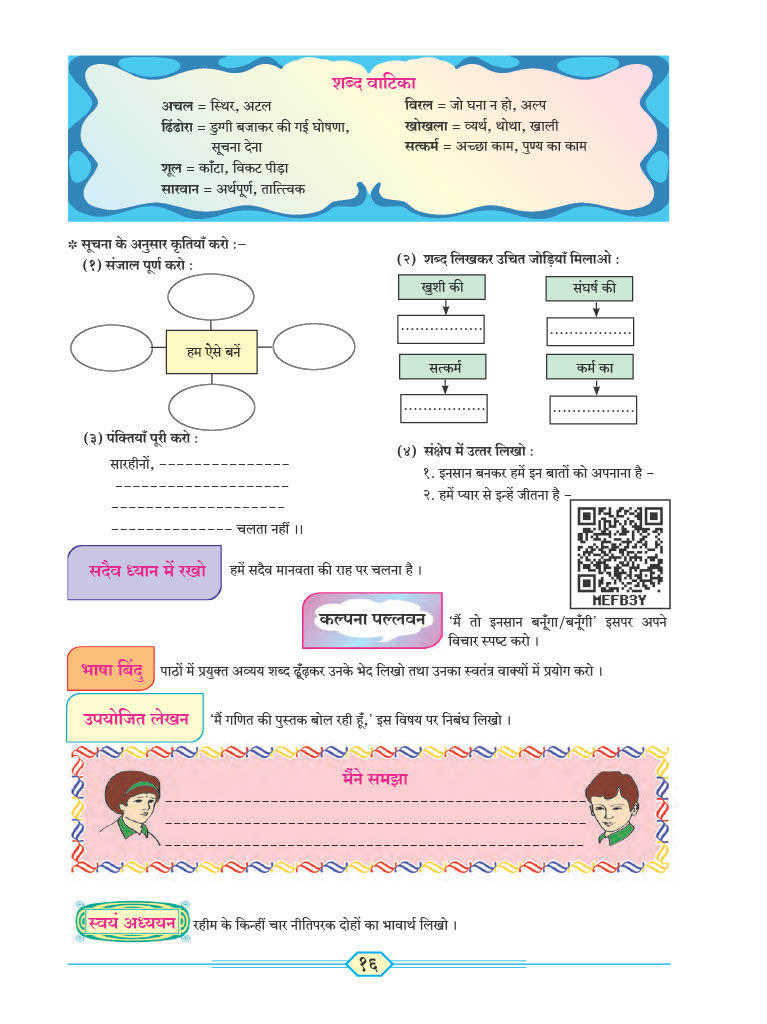 शब्द वाटिका
अचल = स्थिर, अटल
ढिंढोरा = डुग्गी बजाकर की गई घोषणा,
सूचना देना
शूल = काँटा, विकट पीड़ा
सारवान = अर्थपूर्ण, तात्त्विक
विरल = जो घना न हो, अल्प
खोखला = व्यर्थ, थोथा, खाली
सत्कर्म = अच्छा काम, पुण्य का काम
* सूचना के अनुसार कृतियाँ करो :-
(१) संजाल पूर्ण करो :
हम ऐसे बनें
(२) शब्द लिखकर उचित जोड़ियाँ मिलाओ :
खुशी की
संघर्ष की
................
................
सत्कर्म
कर्म का
................
................
(३) पंक्तियाँ पूरी करो :
सारहीनों, ---------------
--------------------
--------------------
-------------- चलता नहीं ।।
(४) संक्षेप में उत्तर लिखो :
१. इनसान बनकर हमें इन बातों को अपनाना है -
२. हमें प्यार से इन्हें जीतना है -
MEFB3Y
सदैव ध्यान में रखो
हमें सदैव मानवता की राह पर चलना है ।
कल्पना पल्लवन
‘मैं तो इनसान बनूँगा/बनूँगी’ इसपर अपने
विचार स्पष्ट करो ।
भाषा बिंदु
पाठों में प्रयुक्त अव्यय शब्द ढूँढ़कर उनके भेद लिखो तथा उनका स्वतंत्र वाक्यों में प्रयोग करो ।
उपयोजित लेखन
‘मैं गणित की पुस्तक बोल रही हूँ,’ इस विषय पर निबंध लिखो ।
मैंने समझा
स्वयं अध्ययन
रहीम के किन्हीं चार नीतिपरक दोहों का भावार्थ लिखो ।
१६